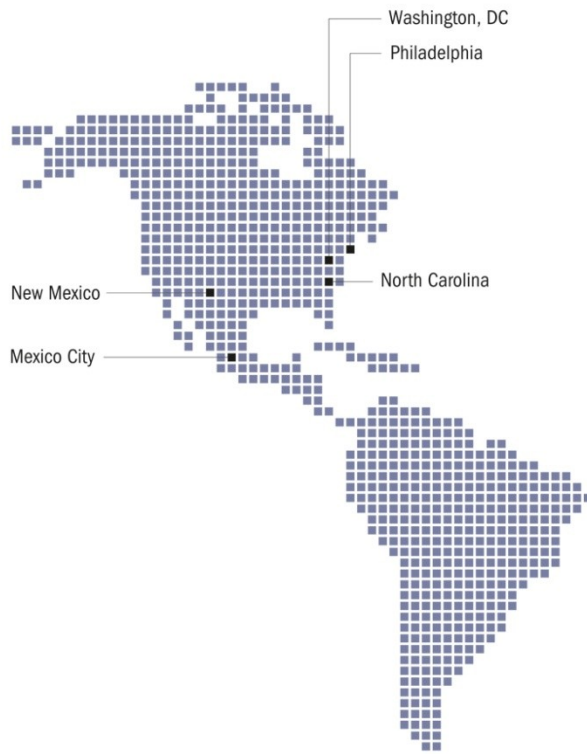 Washington, DC
Philadelphia
North Carolina
New Mexico
Mexico City